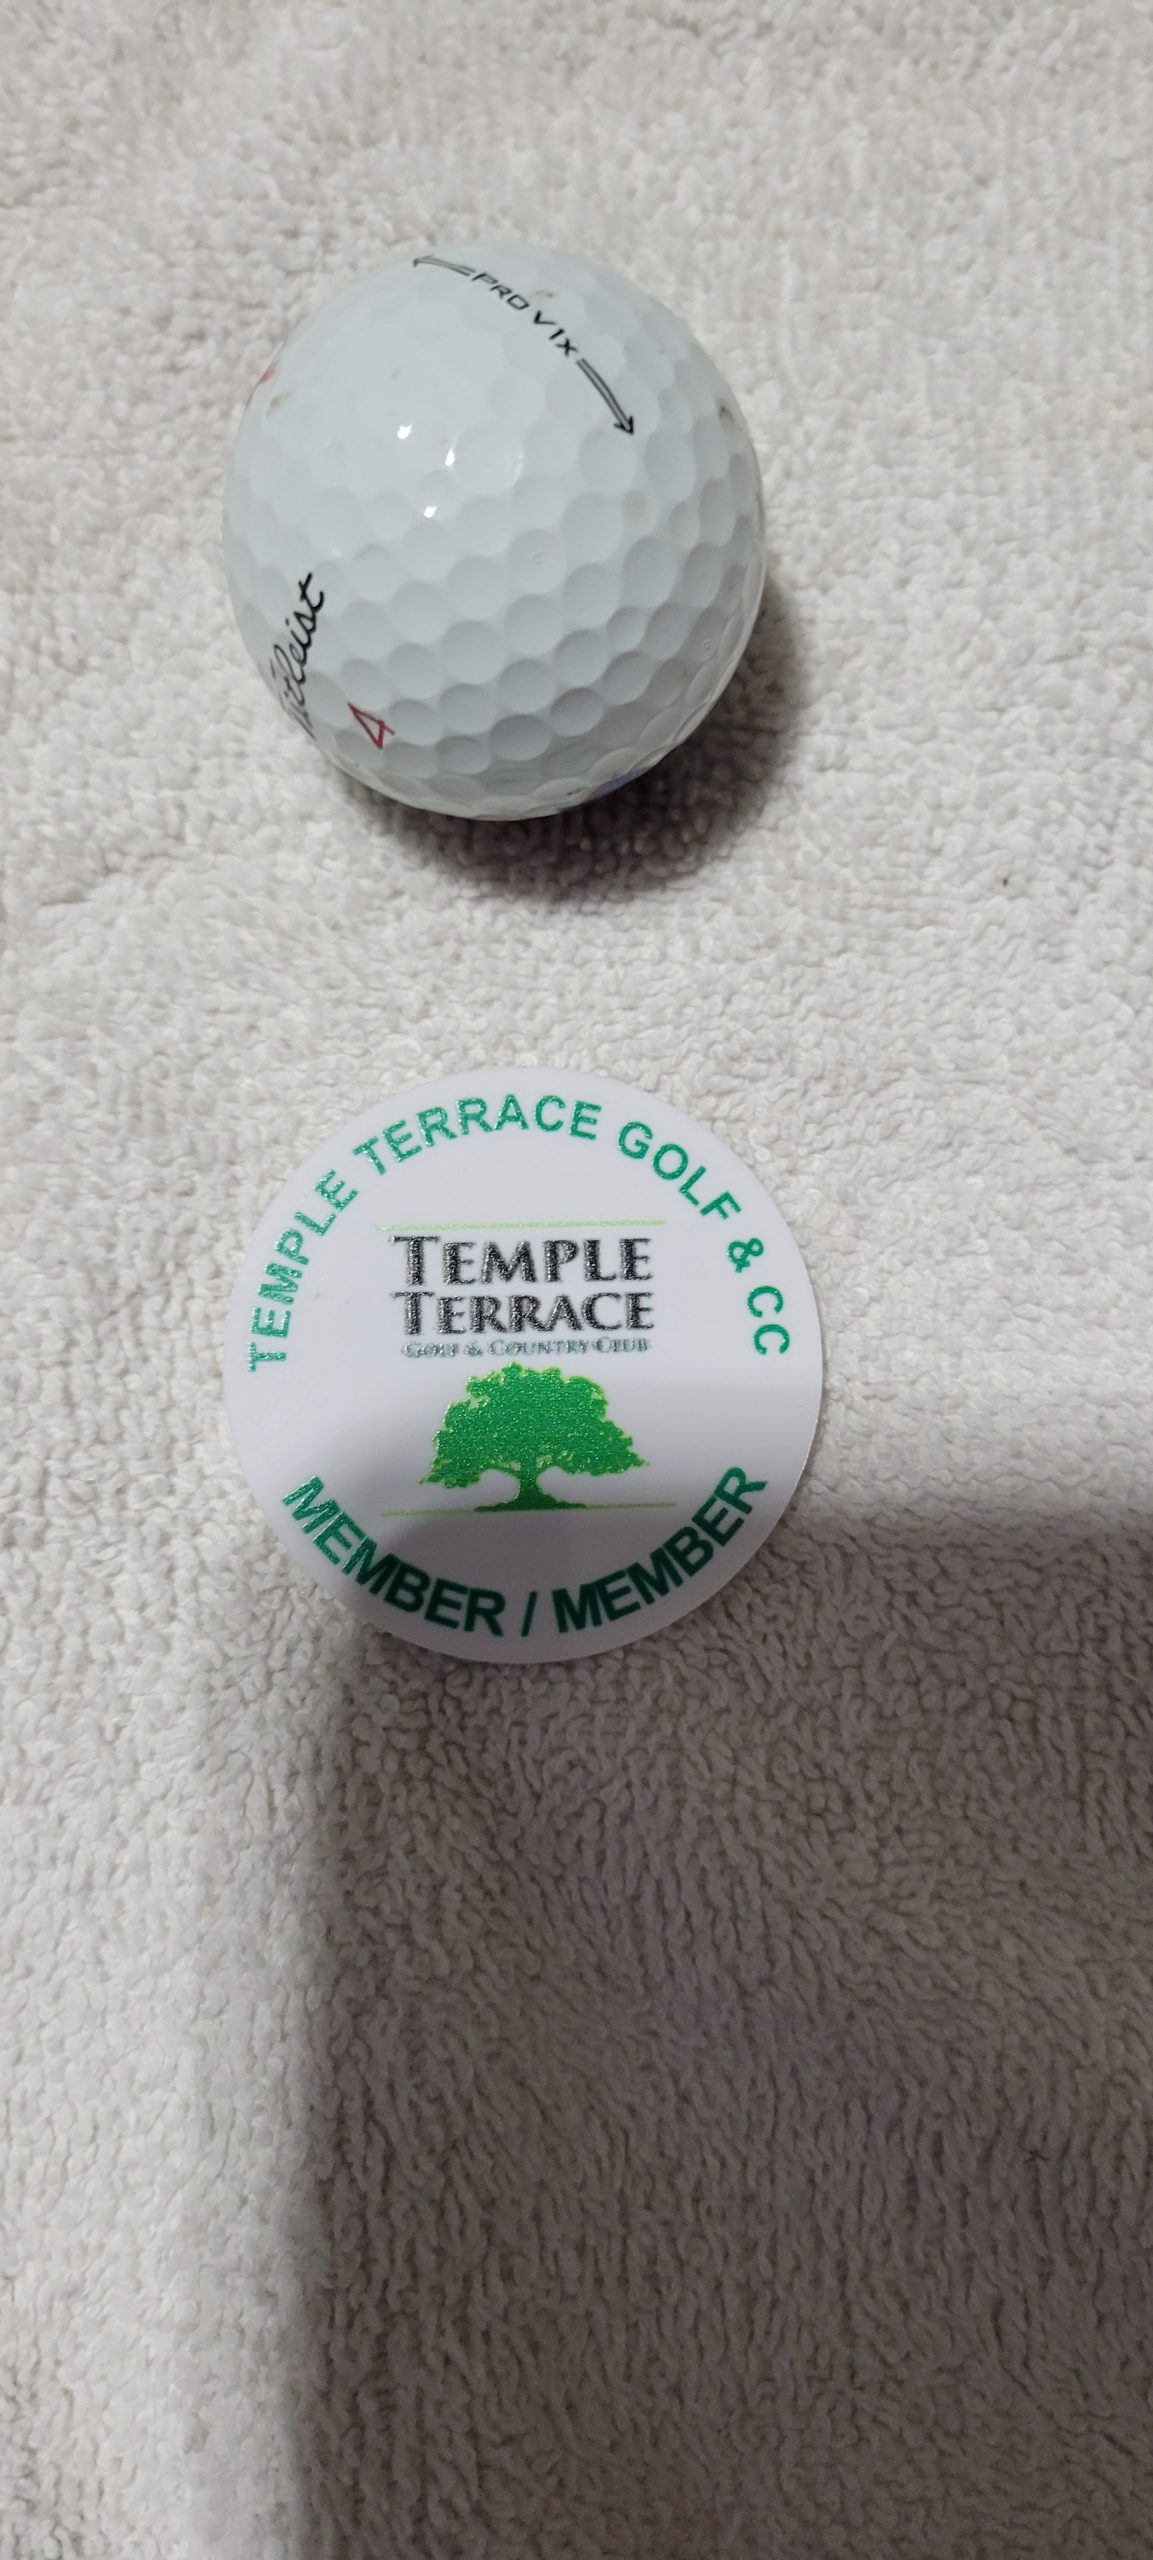 PRO V1x
Titleist
4
TEMPLE TERRACE GOLF & CC
TEMPLE
TERRACE
GOLF & COUNTRY CLUB
MEMBER / MEMBER